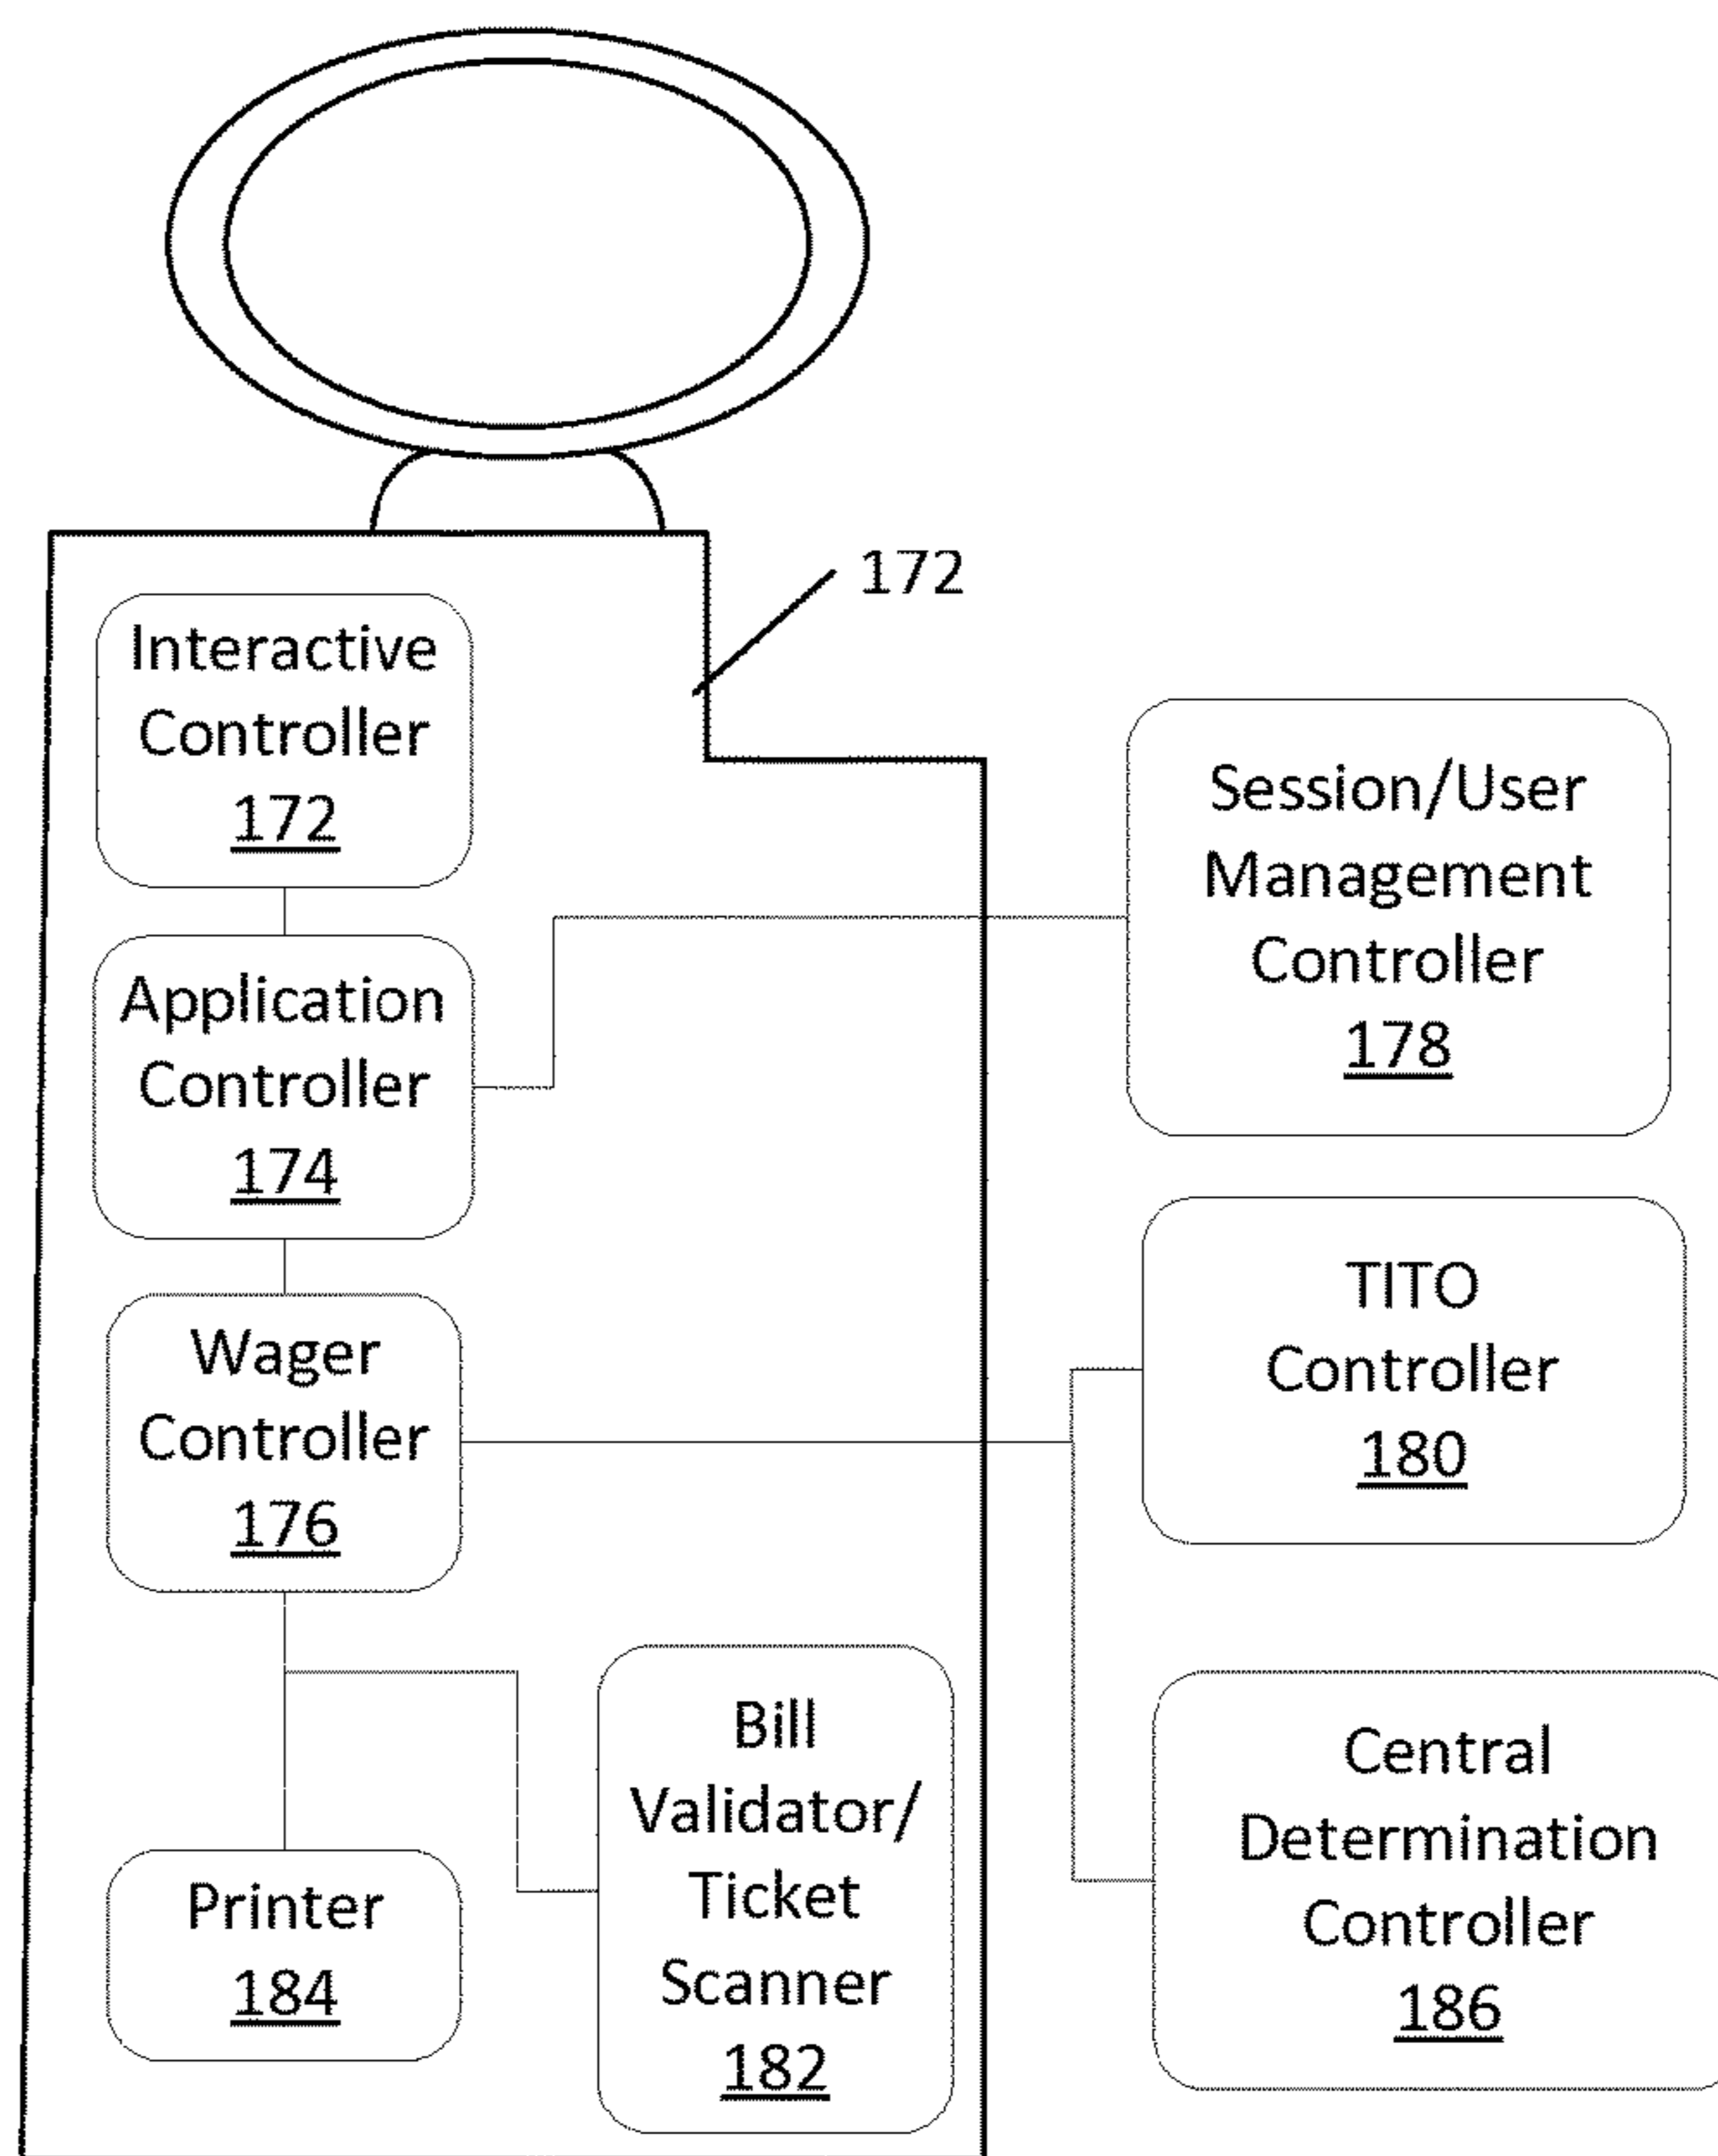 172
Interactive
Controller
172
Application
Controller
174
Wager
Controller
176
Printer
184
Bill
Validator/
Ticket
Scanner
182
Session/User
Management
Controller
178
TITO
Controller
180
Central
Determination
Controller
186